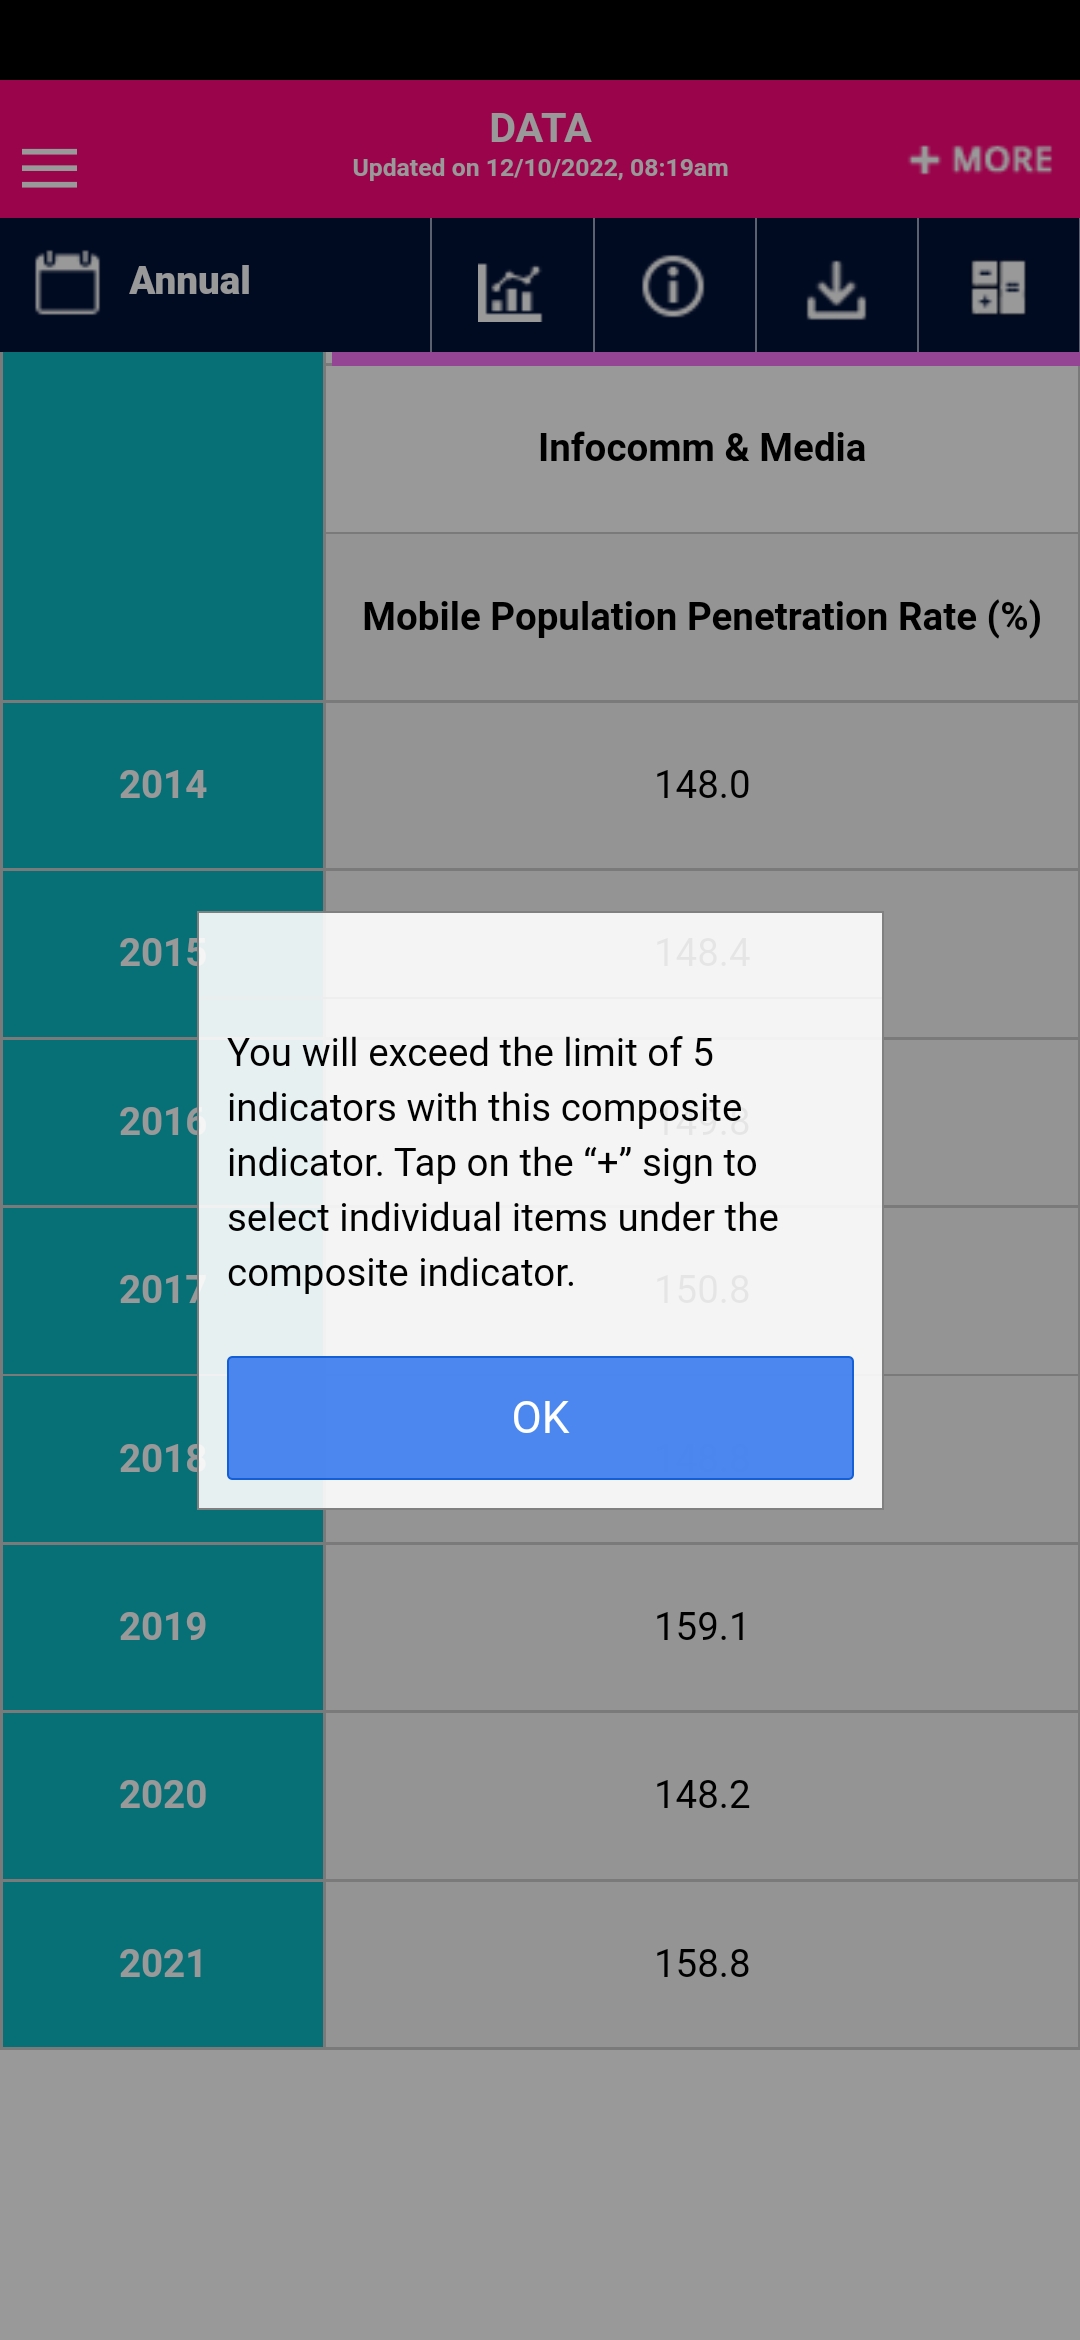 DATA
Updated on 12/10/2022, 08:19am
+ MORE
Annual
Infocomm & Media
Mobile Population Penetration Rate (%)
2014 148.0
2015 148.4
2016 149.8
2017 150.8
2018
2019 159.1
2020 148.2
2021 158.8
You will exceed the limit of 5
indicators with this composite
indicator. Tap on the “+” sign to
select individual items under the
composite indicator.
OK